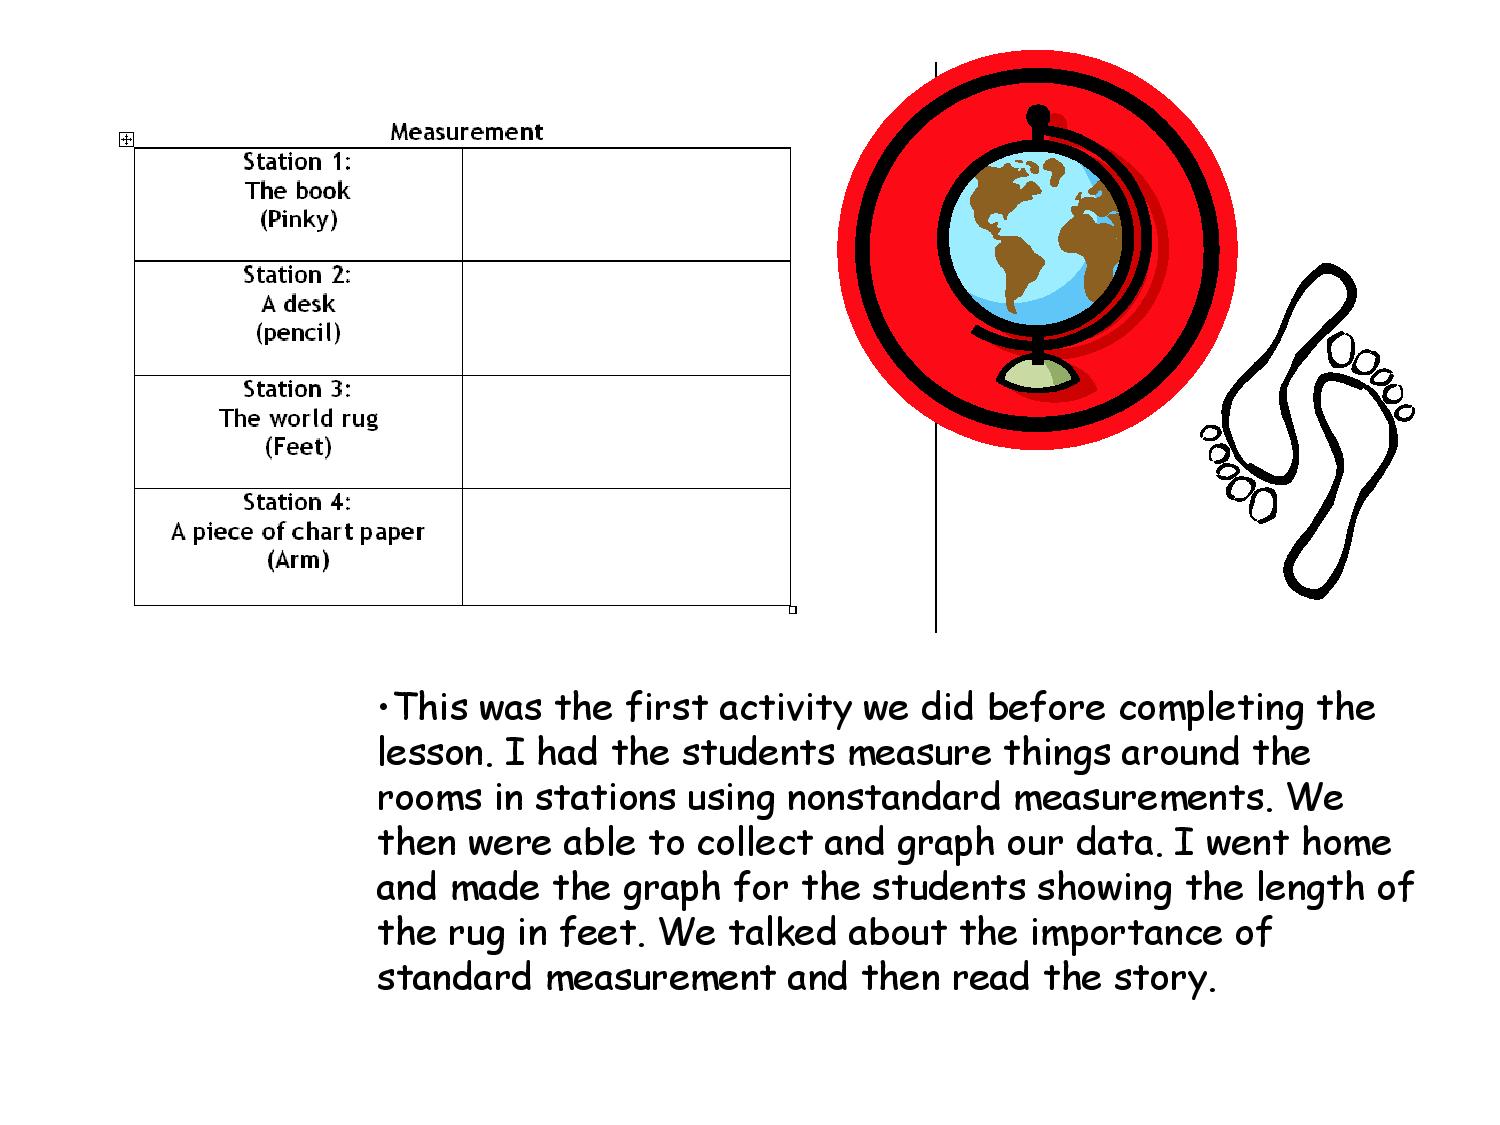 Measurement
Station 1:
The book
(Pinky)
Station 2:
A desk
(pencil)
Station 3:
The world rug
(Feet)
Station 4:
A piece of chart paper
(Arm)
•This was the first activity we did before completing the
lesson. I had the students measure things around the
rooms in stations using nonstandard measurements. We
then were able to collect and graph our data. I went home
and made the graph for the students showing the length of
the rug in feet. We talked about the importance of
standard measurement and then read the story.